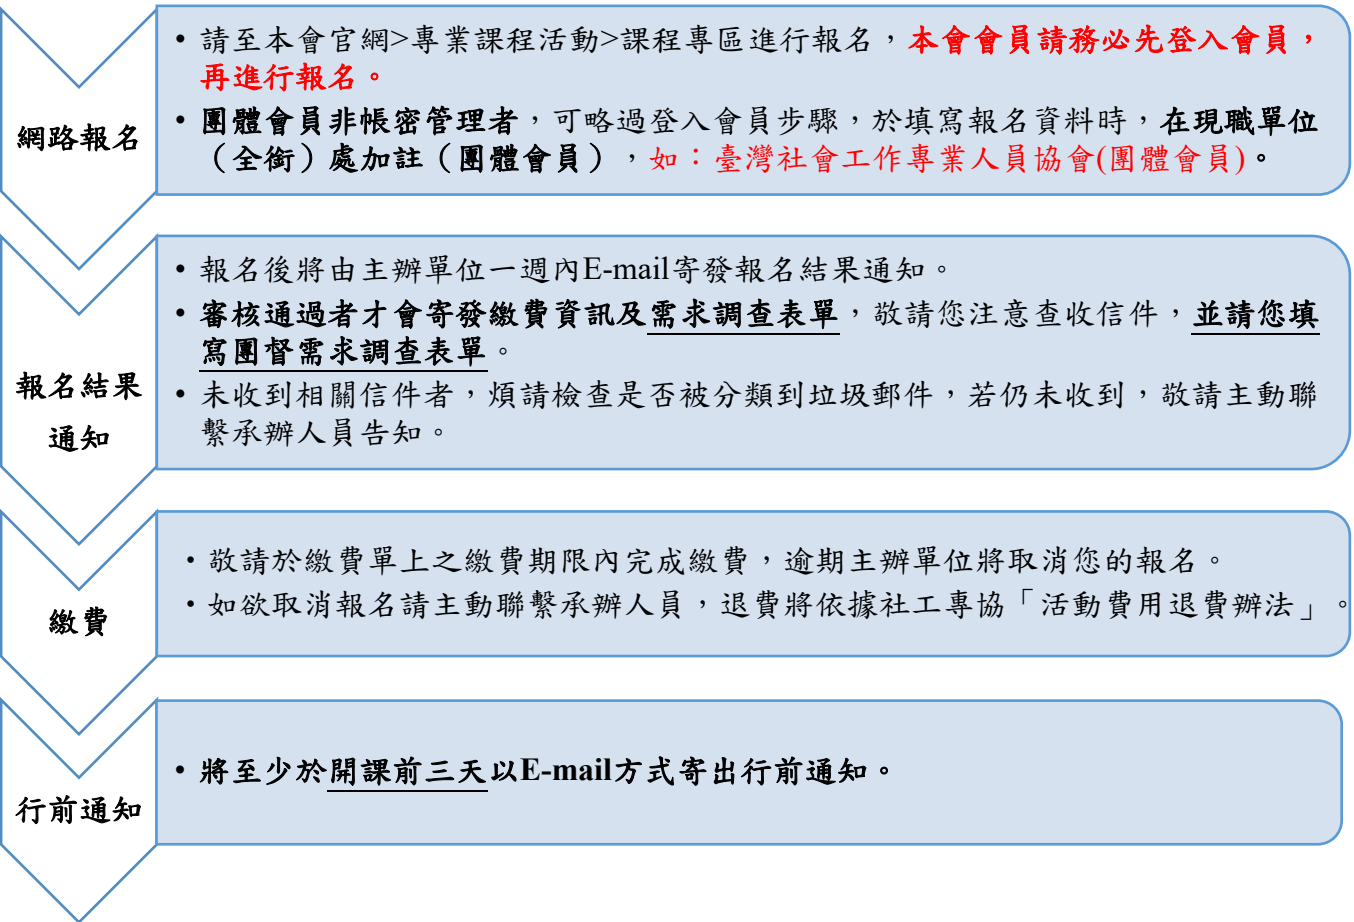 網路報名
• 請至本會官網>專業課程活動>課程專區進行報名，本會會員請務必先登入會員，
再進行報名。
• 團體會員非帳密管理者，可略過登入會員步驟，於填寫報名資料時，在現職單位
（全銜）處加註（團體會員），如：臺灣社會工作專業人員協會(團體會員)。
報名結果
通知
• 報名後將由主辦單位一週內E-mail寄發報名結果通知。
• 審核通過者才會寄發繳費資訊及需求調查表單，敬請您注意查收信件，並請您填
寫團督需求調查表單。
• 未收到相關信件者，煩請檢查是否被分類到垃圾郵件，若仍未收到，敬請主動聯
繫承辦人員告知。
繳費
• 敬請於繳費單上之繳費期限內完成繳費，逾期主辦單位將取消您的報名。
• 如欲取消報名請主動聯繫承辦人員，退費將依據社工專協「活動費用退費辦法」。
行前通知
• 將至少於開課前三天以E-mail方式寄出行前通知。